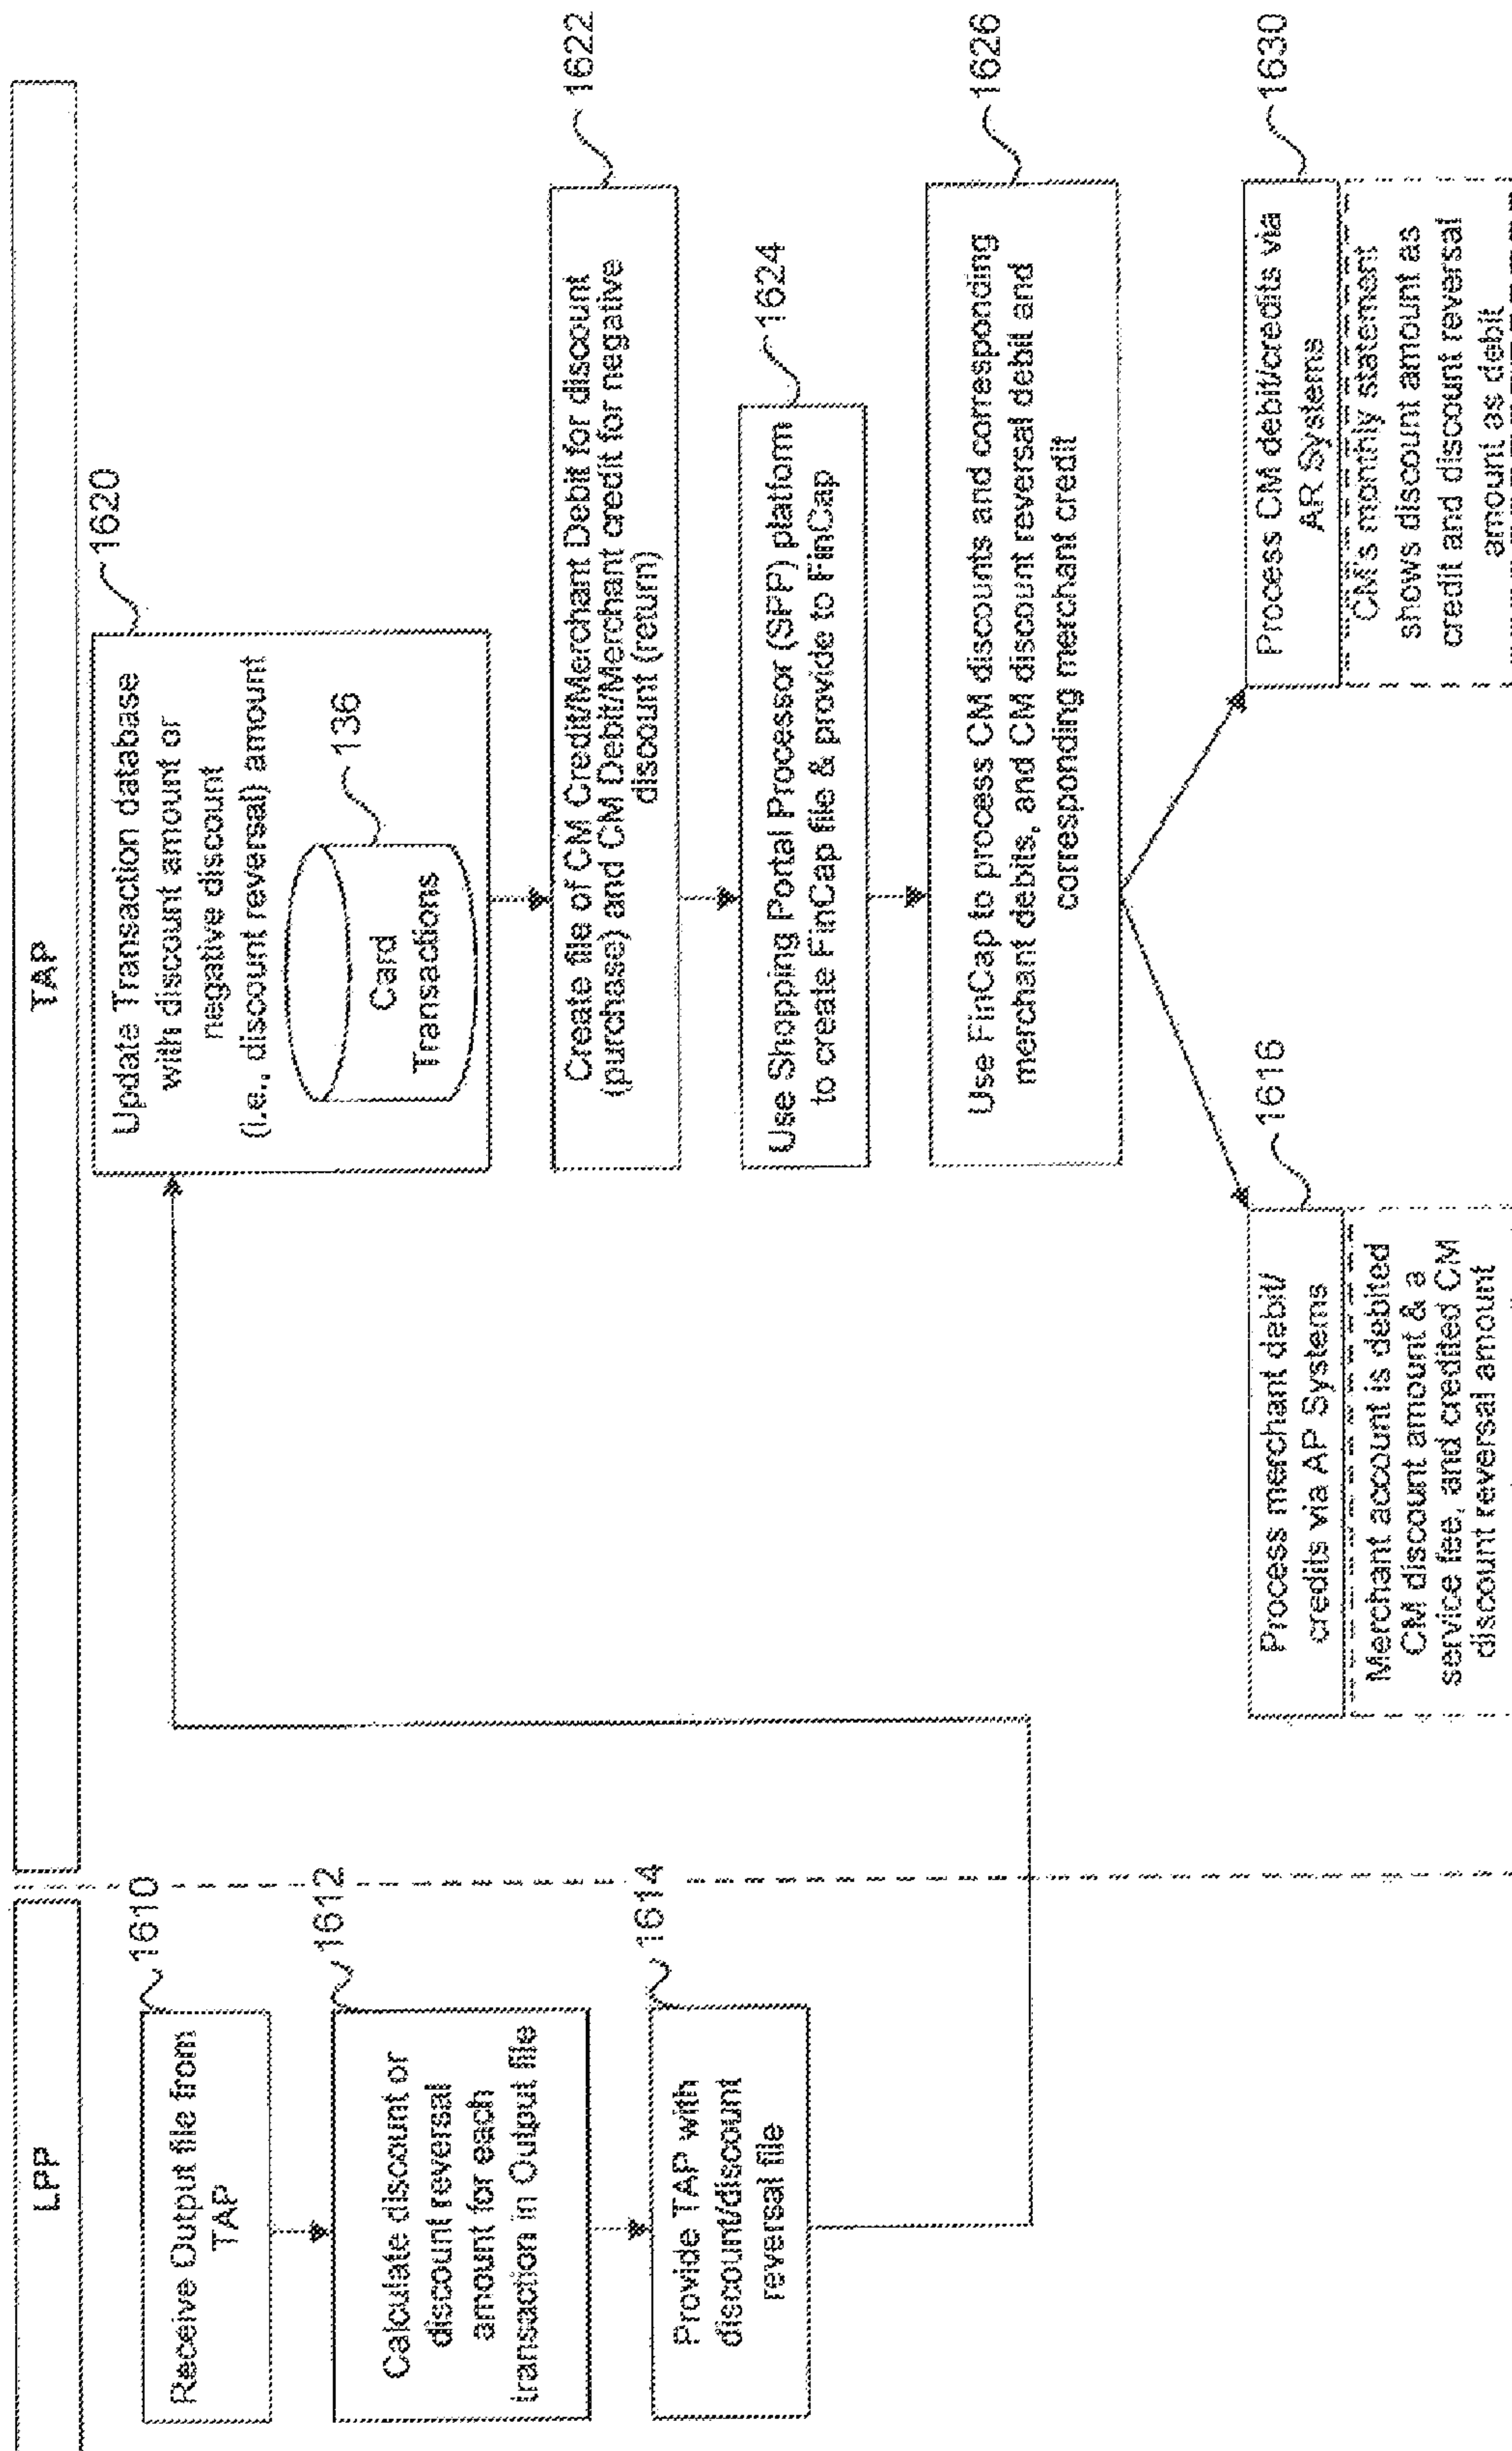 LPP
Receive Output file from
TAP
1610
Calculate discount or
discount reversal
amount for each
transaction in Output file
1612
Provide TAP with
discount/discount
reversal file
1614
TAP
Update Transaction database
with discount amount or
negative discount
(i.e., discount reversal) amount
1620
Card
Transactions
136
Create file of CM Credit/Merchant Debit for discount
(purchase) and CM Debit/Merchant credit for negative
discount (return)
1622
Use Shopping Portal Processor (SPP) platform
to create FinCap file & provide to FinCap
1624
Use FinCap to process CM discounts and corresponding
merchant debits, and CM discount reversal debit and
corresponding merchant credit
1626
Process merchant debit/
credits via AP Systems
1616
Merchant account is debited
CM discount amount & a
service fee, and credited CM
discount reversal amount
Process CM debit/credits via
AR Systems
1630
CM's monthly statement
shows discount amount as
credit and discount reversal
amount as debit